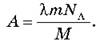 A = λmN_A / M.